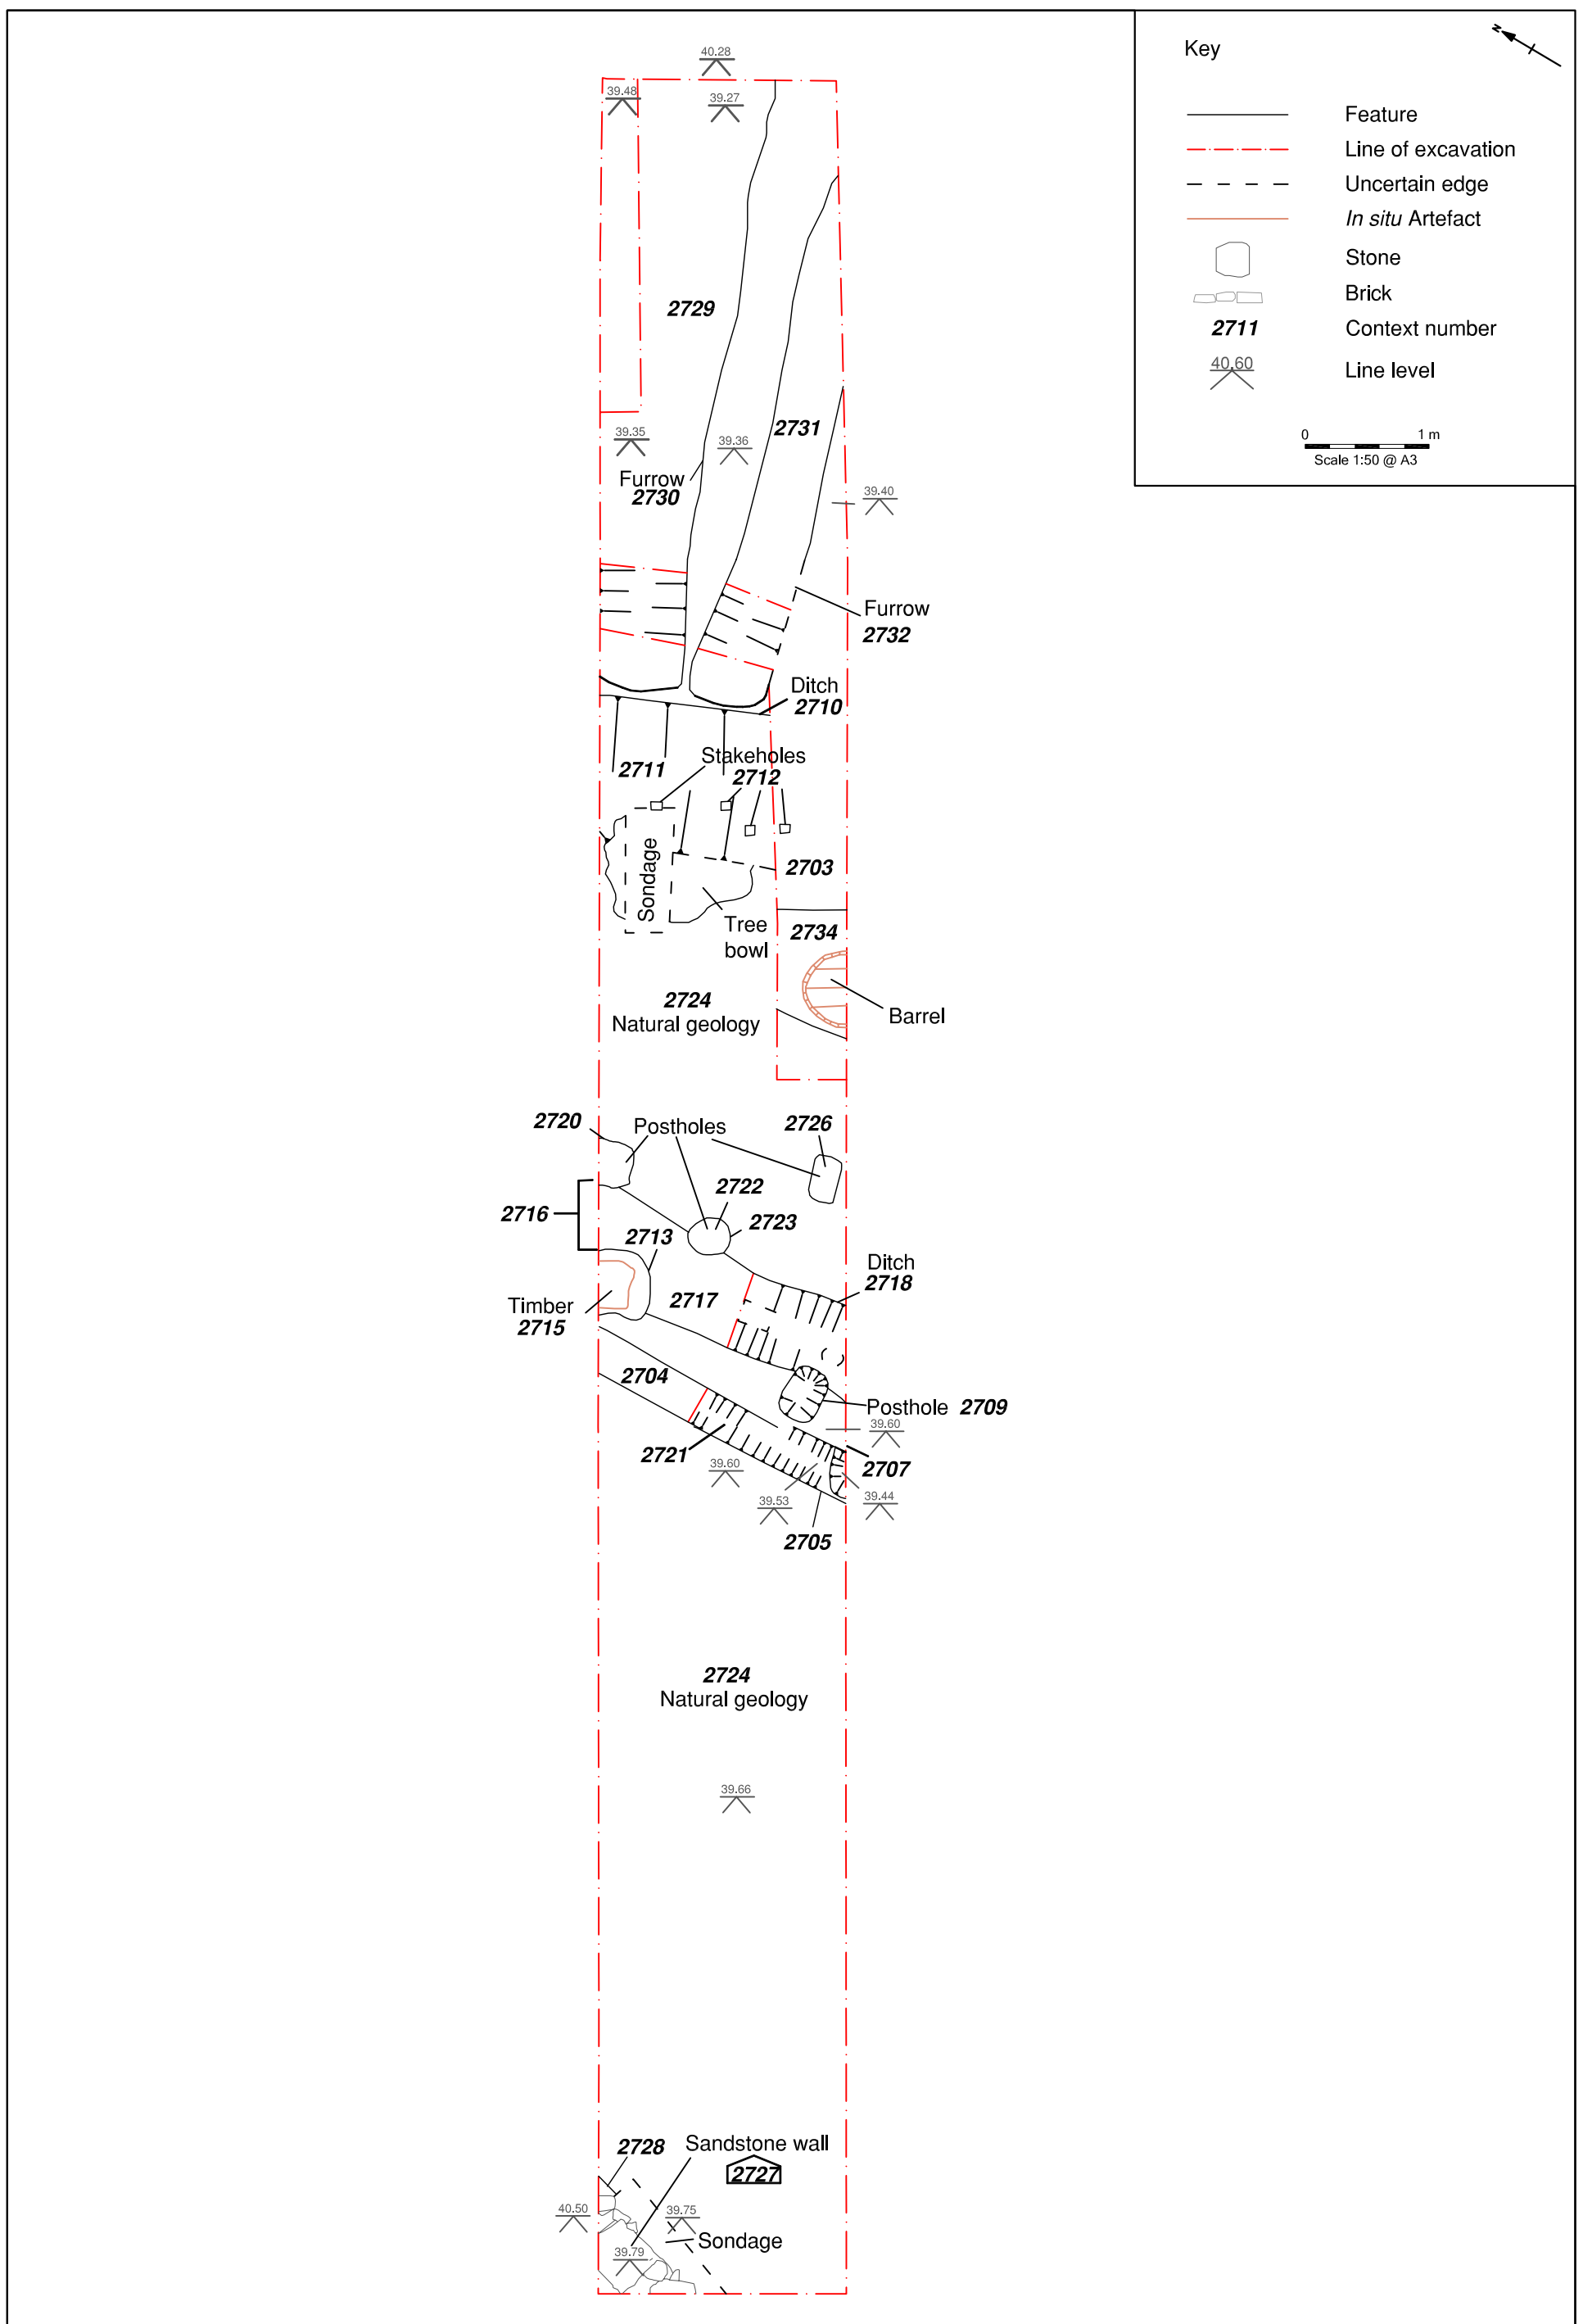 Key
N
Feature
Line of excavation
Uncertain edge
In situ Artefact
Stone
Brick
2711 Context number
40.60 Line level
0 1 m
Scale 1:50 @ A3
40.28
39.48
39.27
2729
2731
39.35
39.36
Furrow
2730
39.40
Furrow
2732
Ditch
2710
Stakeholes
2711
2712
Sondage
2703
Tree
bowl
2734
2724
Natural geology
Barrel
2720
Postholes
2726
2722
2716
2723
2713
Ditch
2718
2717
Timber
2715
2704
Posthole 2709
39.60
2721
2707
39.60
39.53
39.44
2705
2724
Natural geology
39.66
2728
Sandstone wall
2727
40.50
39.75
Sondage
39.79